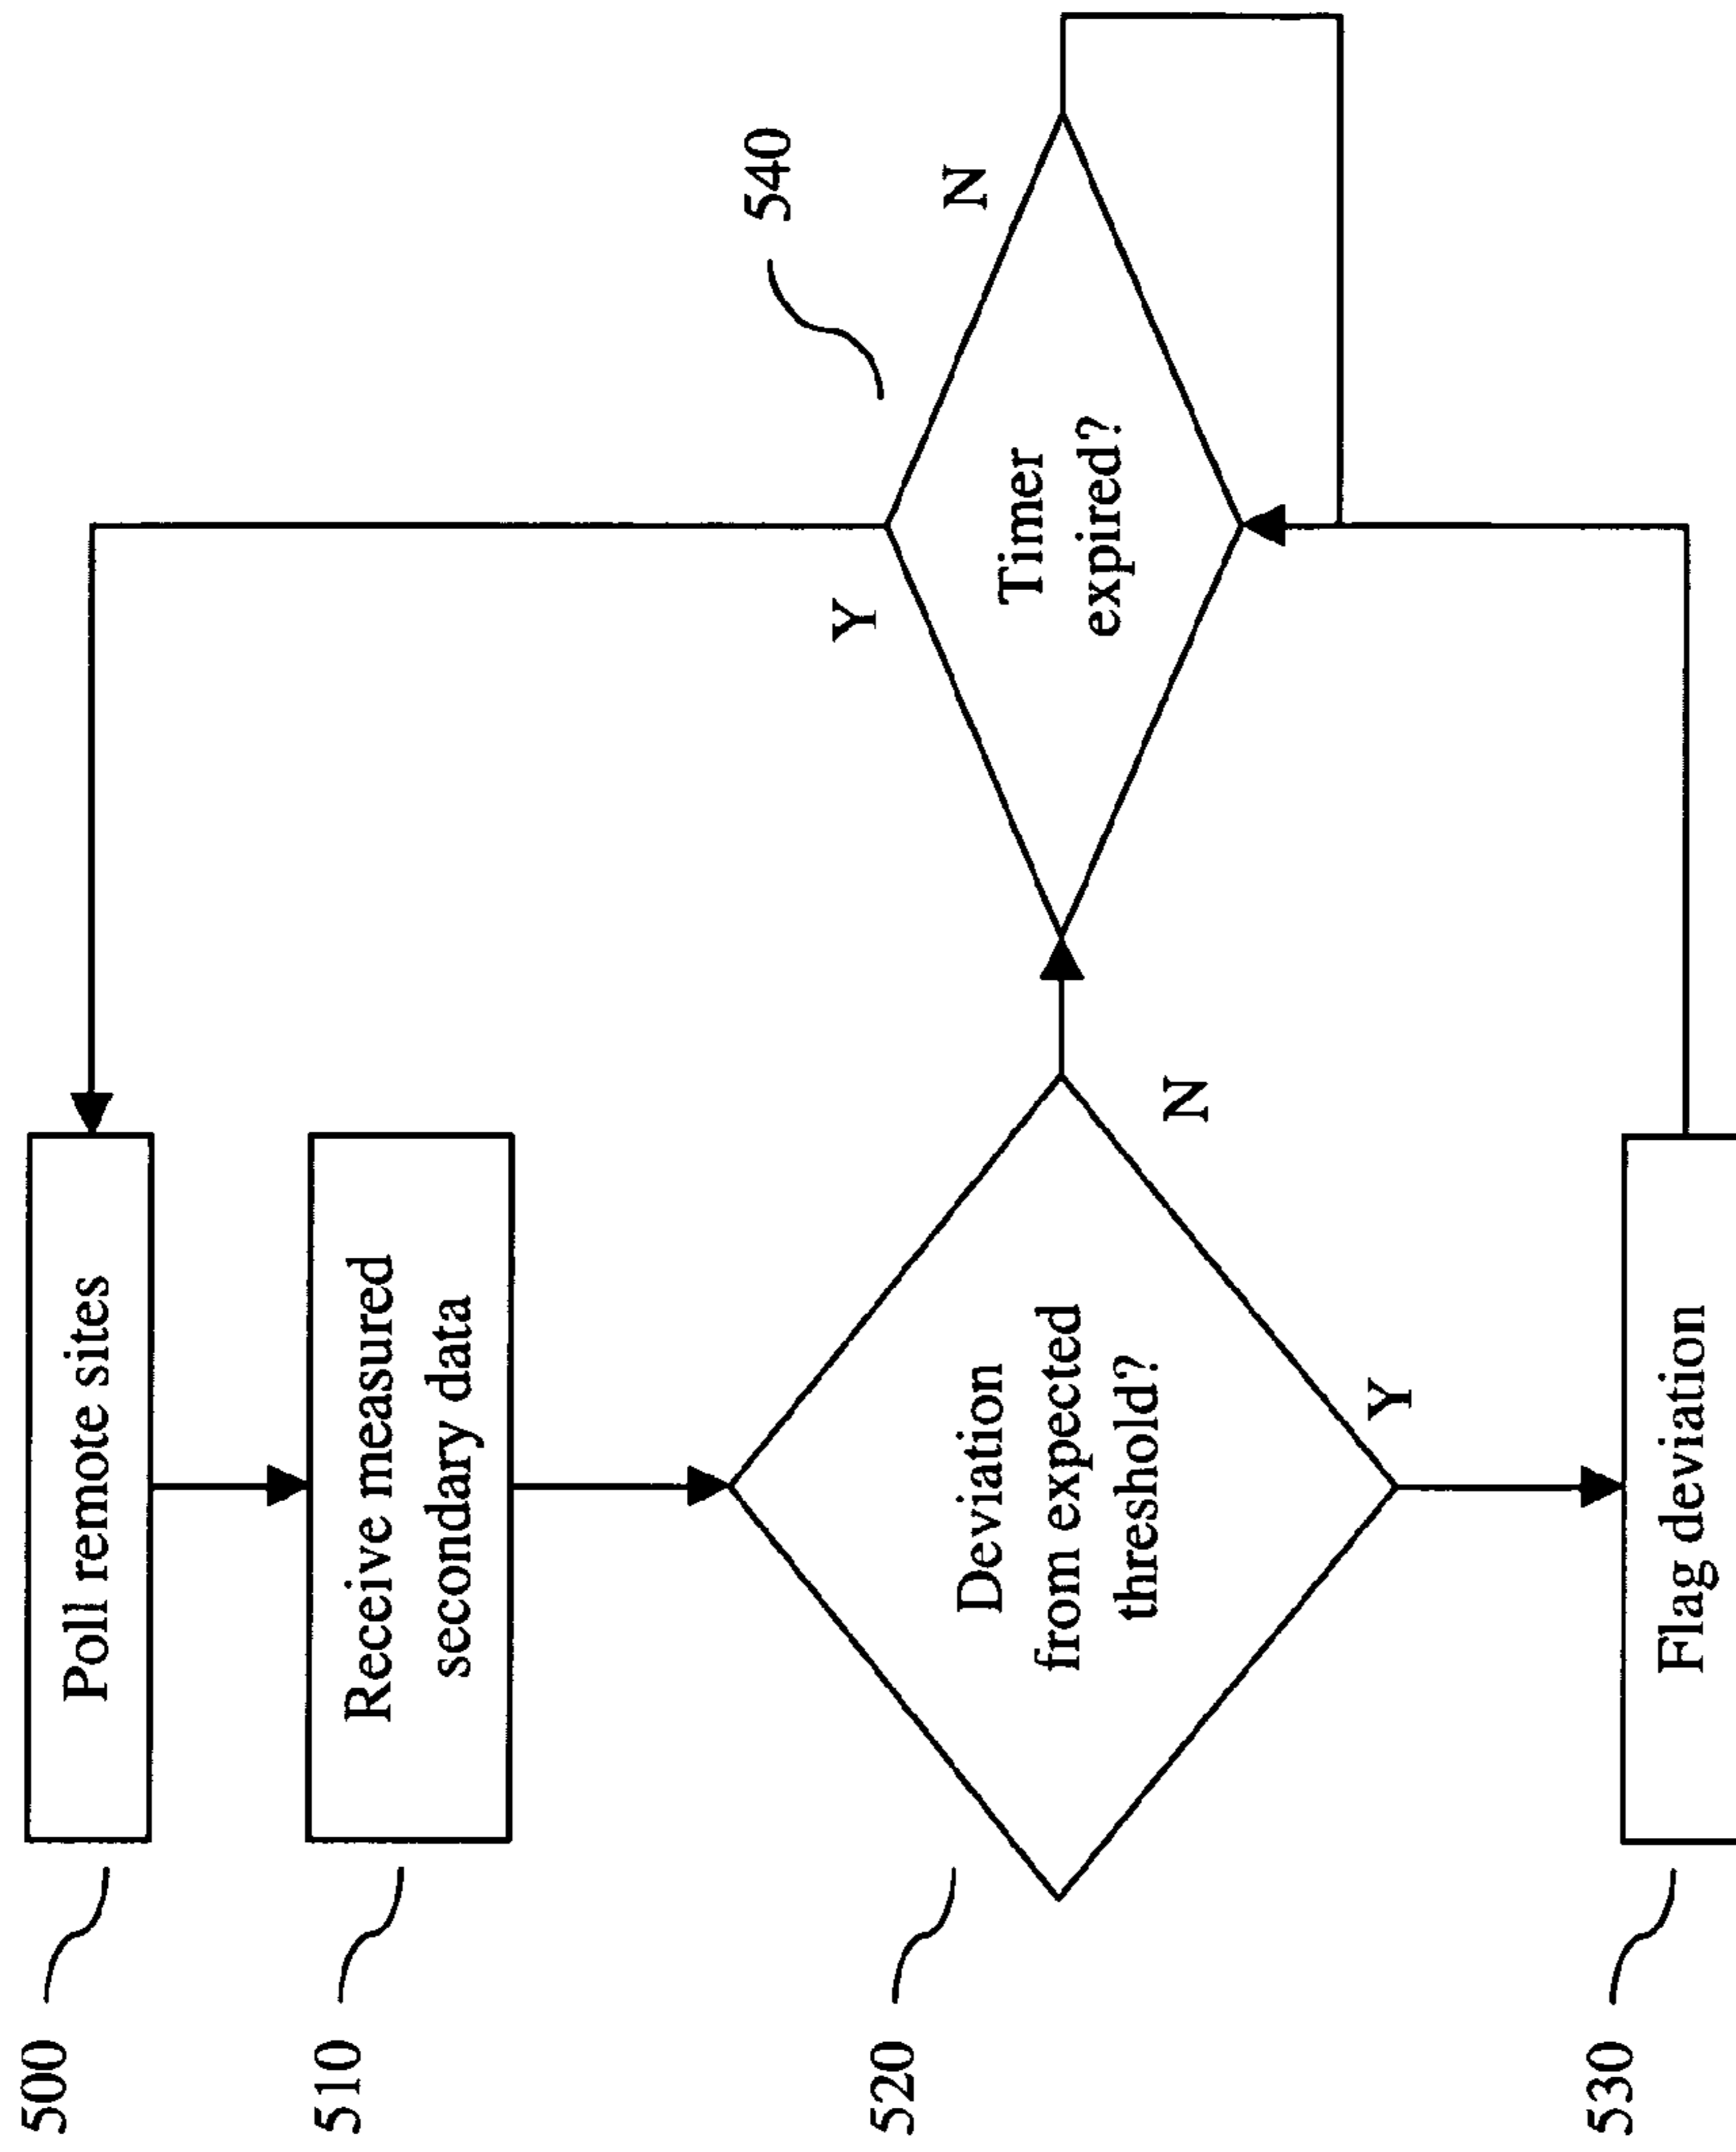 500
Poll remote sites
510
Receive measured
secondary data
520
Deviation
from expected
threshold?
N
Y
540
Timer
expired?
Y
N
530
Flag deviation